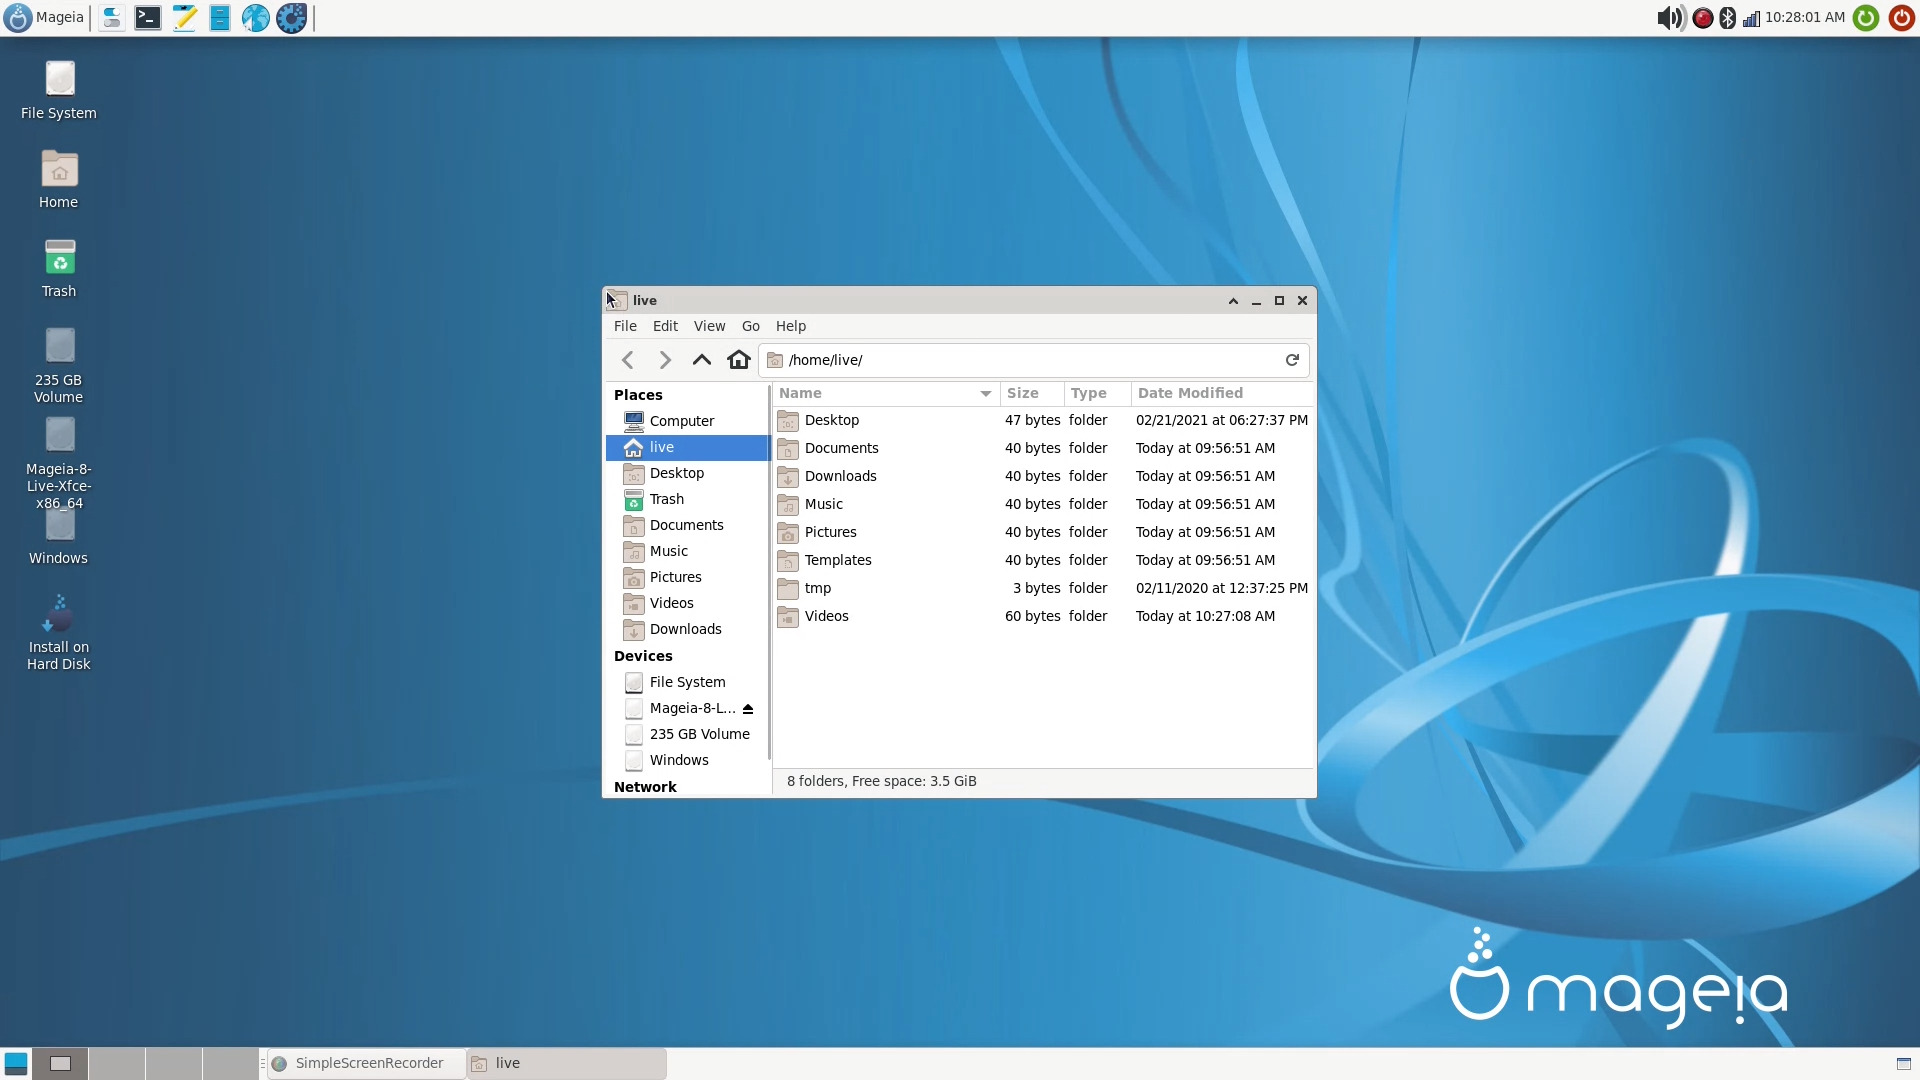 Mageia
10:28:01 AM
File System
Home
Trash
235 GB
Volume
Mageia-8-
Live-Xfce-
x86_64
Windows
Install on
Hard Disk
live
File Edit View Go Help
/home/live/
Places
Computer
live
Desktop
Trash
Documents
Music
Pictures
Videos
Downloads
Devices
File System
Mageia-8-L...
235 GB Volume
Windows
Network
Name Size Type Date Modified
Desktop 47 bytes folder 02/21/2021 at 06:27:37 PM
Documents 40 bytes folder Today at 09:56:51 AM
Downloads 40 bytes folder Today at 09:56:51 AM
Music 40 bytes folder Today at 09:56:51 AM
Pictures 40 bytes folder Today at 09:56:51 AM
Templates 40 bytes folder Today at 09:56:51 AM
tmp 3 bytes folder 02/11/2020 at 12:37:25 PM
Videos 60 bytes folder Today at 10:27:08 AM
8 folders, Free space: 3.5 GiB
mageia
SimpleScreenRecorder
live